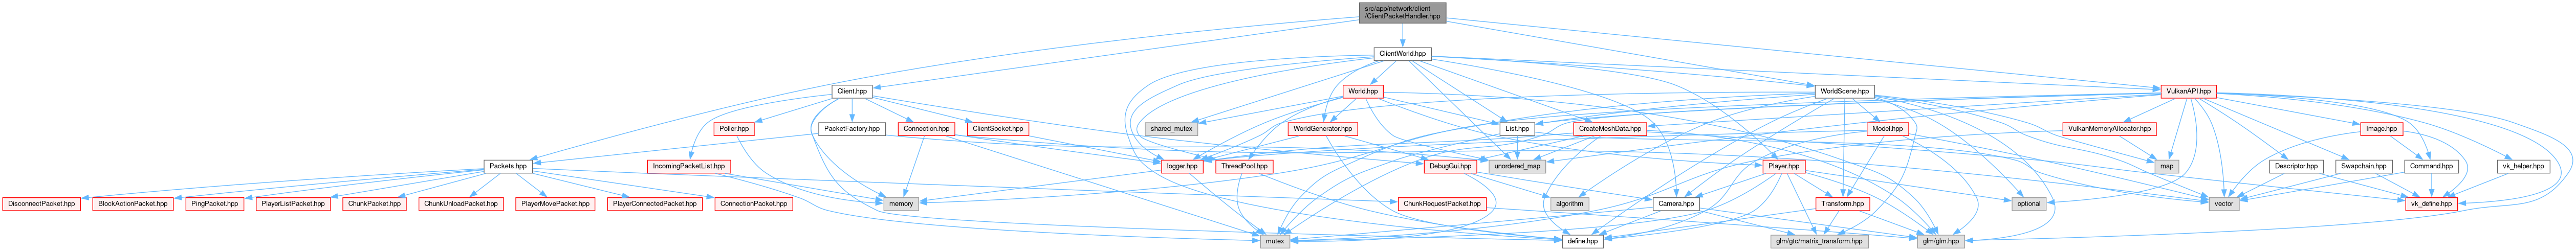 src/app/network/client
/ClientPacketHandler.hpp
ClientWorld.hpp
Client.hpp
World.hpp
WorldScene.hpp
VulkanAPI.hpp
Poller.hpp
PacketFactory.hpp
Connection.hpp
ClientSocket.hpp
shared_mutex
WorldGenerator.hpp
List.hpp
CreateMeshData.hpp
Model.hpp
VulkanMemoryAllocator.hpp
Image.hpp
Packets.hpp
IncomingPacketList.hpp
logger.hpp
ThreadPool.hpp
DebugGui.hpp
unordered_map
Player.hpp
map
Descriptor.hpp
Swapchain.hpp
Command.hpp
vk_helper.hpp
DisconnectPacket.hpp
BlockActionPacket.hpp
PingPacket.hpp
PlayerListPacket.hpp
ChunkPacket.hpp
ChunkUnloadPacket.hpp
PlayerMovePacket.hpp
PlayerConnectedPacket.hpp
ConnectionPacket.hpp
memory
ChunkRequestPacket.hpp
algorithm
Camera.hpp
Transform.hpp
optional
vector
vk_define.hpp
mutex
define.hpp
glm/gtc/matrix_transform.hpp
glm/glm.hpp